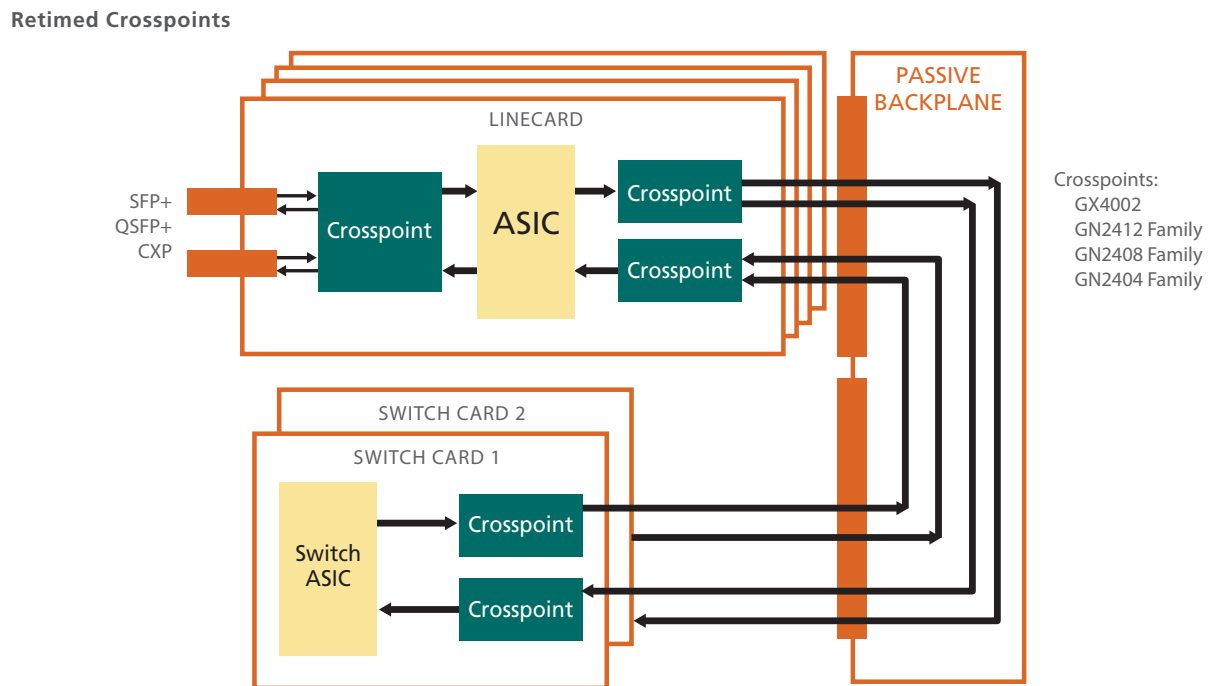 Retimed Crosspoints
LINECARD
PASSIVE
BACKPLANE
SFP+
QSFP+
CXP
Crosspoint
ASIC
Crosspoint
Crosspoint
Crosspoints:
GX4002
GN2412 Family
GN2408 Family
GN2404 Family
SWITCH CARD 2
SWITCH CARD 1
Switch
ASIC
Crosspoint
Crosspoint